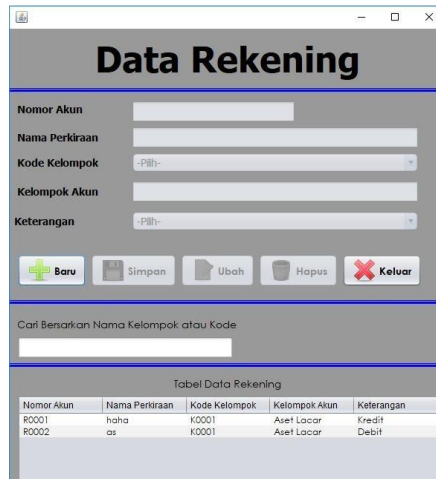 Data Rekening
Nomor Akun
Nama Perkiraan
Kode Kelompok -Pilih-
Kelompok Akun
Keterangan -Pilih-
Baru Simpan Ubah Hapus Keluar
Cari Bersarkan Nama Kelompok atau Kode
Tabel Data Rekening
Nomor Akun Nama Perkiraan Kode Kelompok Kelompok Akun Keterangan
R0001 haha K0001 Aset Lacar Kredit
R0002 as K0001 Aset Lacar Debit